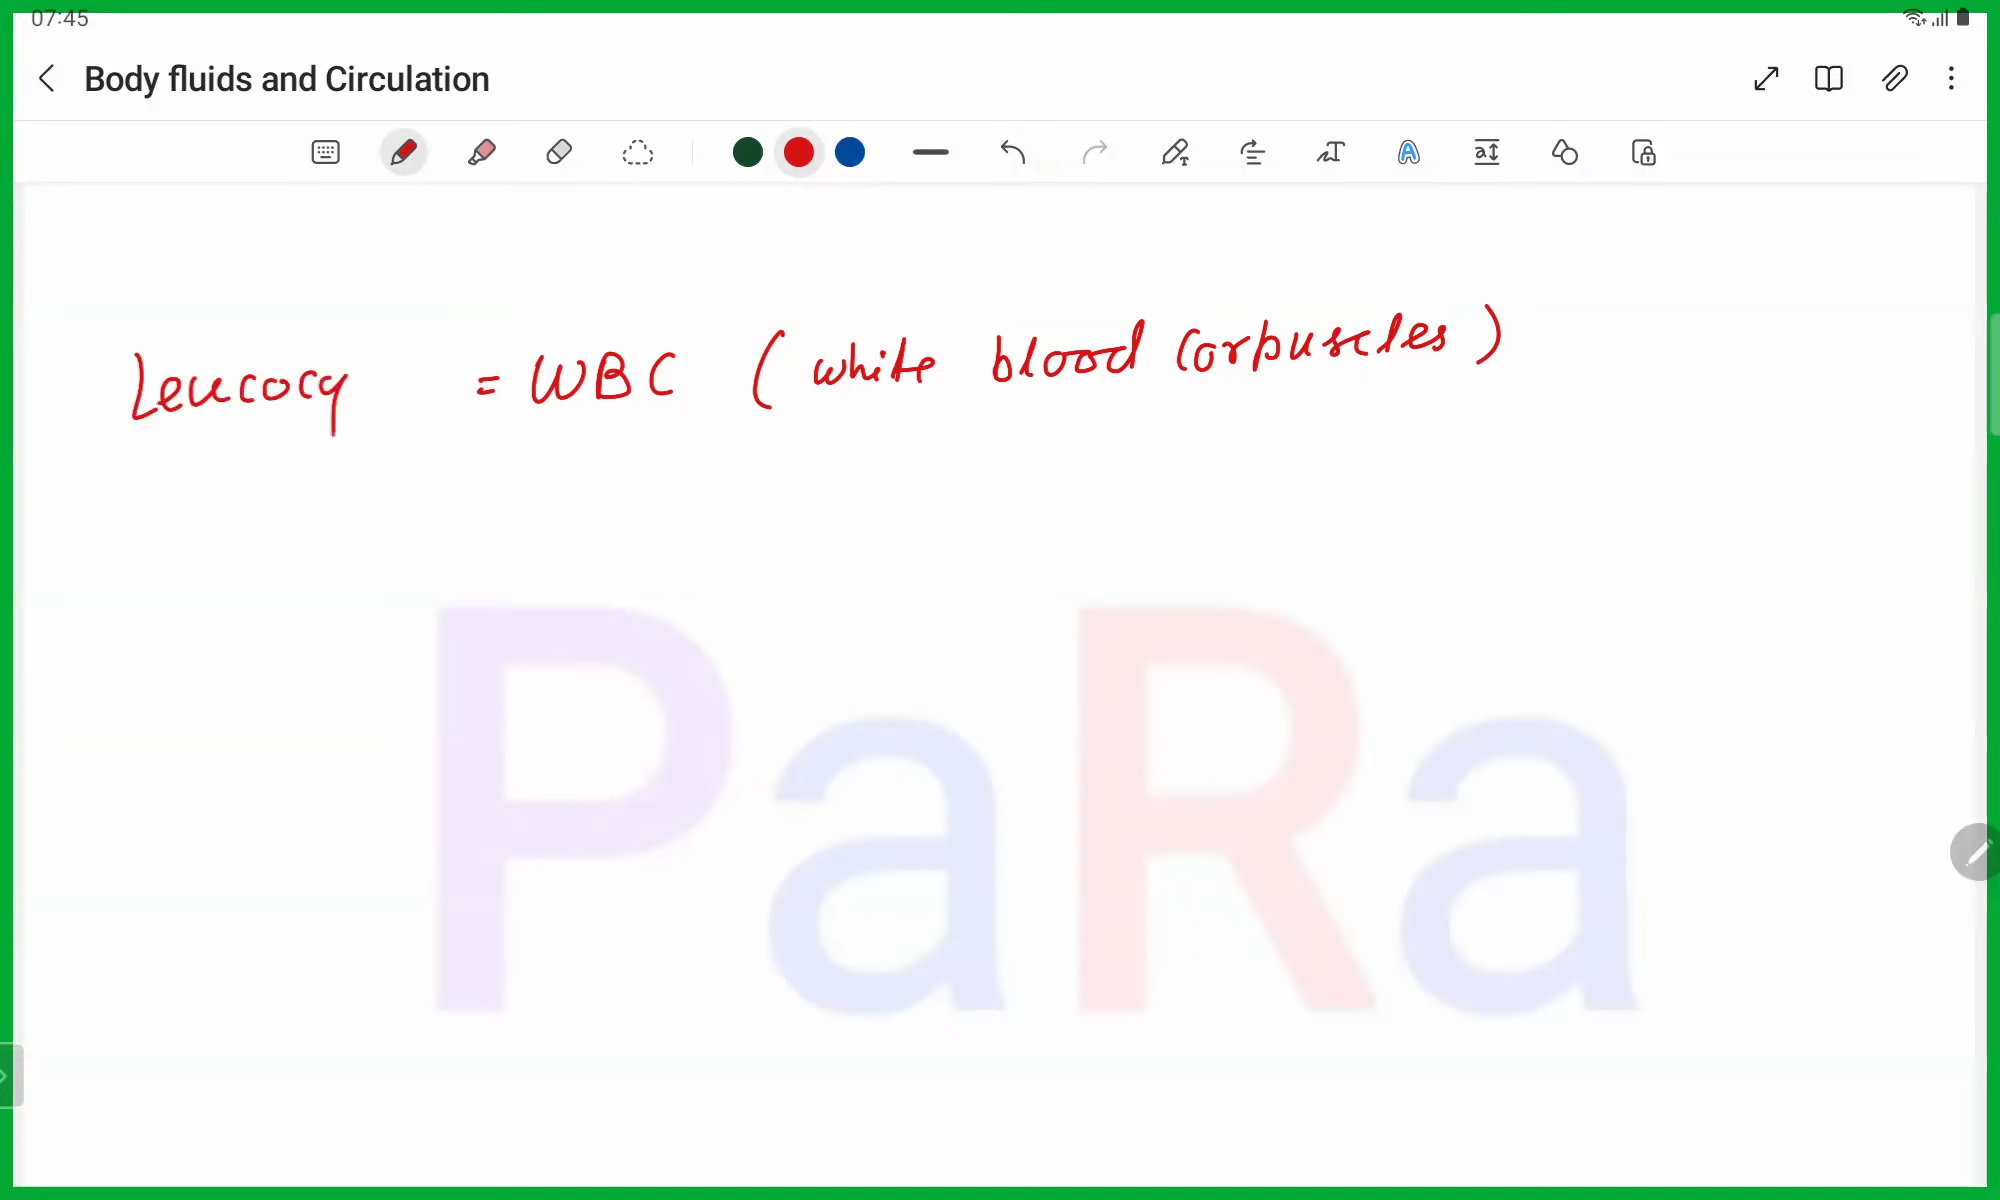 07:45
Body fluids and Circulation
Leucocy = WBC ( white blood corpuscles )
PaRa